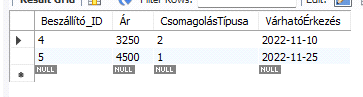 Result Grid Filter Rows: Edit:
Beszállító_ID Ár CsomagolásTípusa VárhatóÉrkezés
4 3250 2 2022-11-10
5 4500 1 2022-11-25
NULL NULL NULL NULL